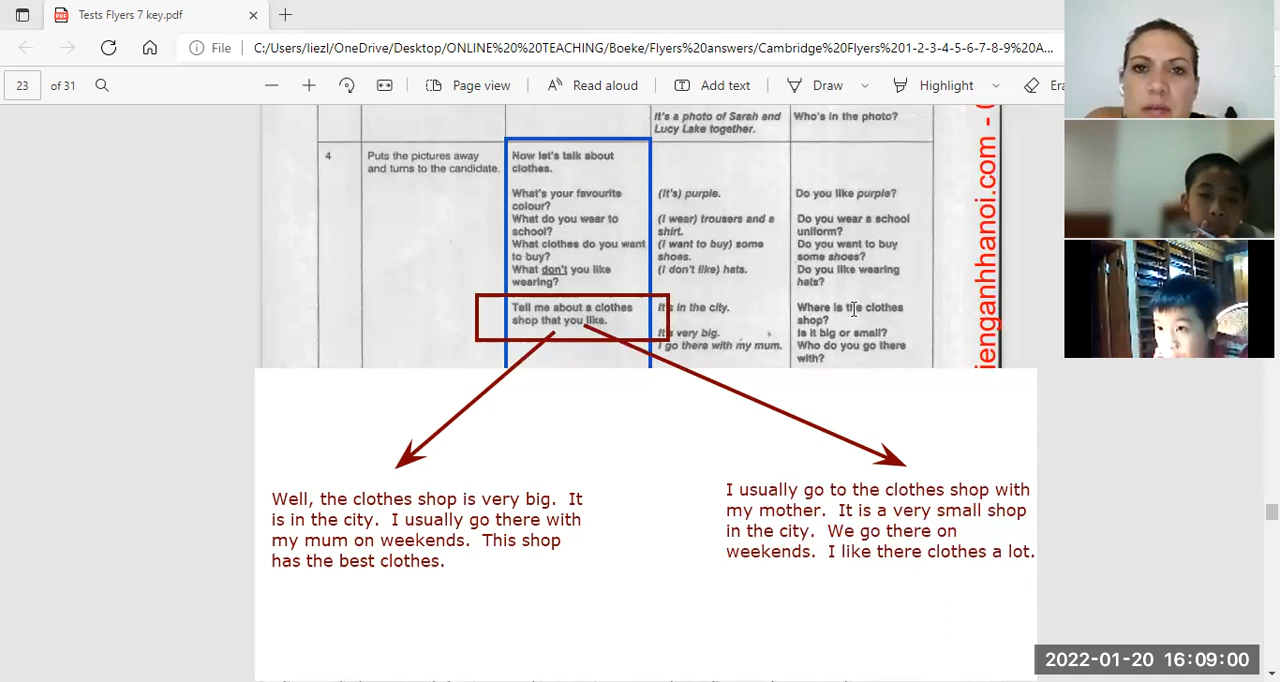 Tests Flyers 7 key.pdf
File
C:/Users/liezl/OneDrive/Desktop/ONLINE%20%20TEACHING/Boeke/Flyers%20answers/Cambridge%20Flyers%201-2-3-4-5-6-7-8-9%20A...
23 of 31
Page view
Read aloud
Add text
Draw
Highlight
Era
It's a photo of Sarah and
Lucy Lake together.
Who's in the photo?
4
Puts the pictures away
and turns to the candidate.
Now let's talk about
clothes.
What's your favourite
colour?
What do you wear to
school?
What clothes do you want
to buy?
What don't you like
wearing?
Tell me about a clothes
shop that you like.
(It's) purple.
(I wear) trousers and a
shirt.
(I want to buy) some
shoes.
(I don't like) hats.
It's in the city.
It's very big.
I go there with my mum.
Do you like purple?
Do you wear a school
uniform?
Do you want to buy
some shoes?
Do you like wearing
hats?
Where is the clothes
shop?
Is it big or small?
Who do you go there
with?
ienganhhanoi.com - (
Well, the clothes shop is very big. It
is in the city. I usually go there with
my mum on weekends. This shop
has the best clothes.
I usually go to the clothes shop with
my mother. It is a very small shop
in the city. We go there on
weekends. I like there clothes a lot.
2022-01-20 16:09:00